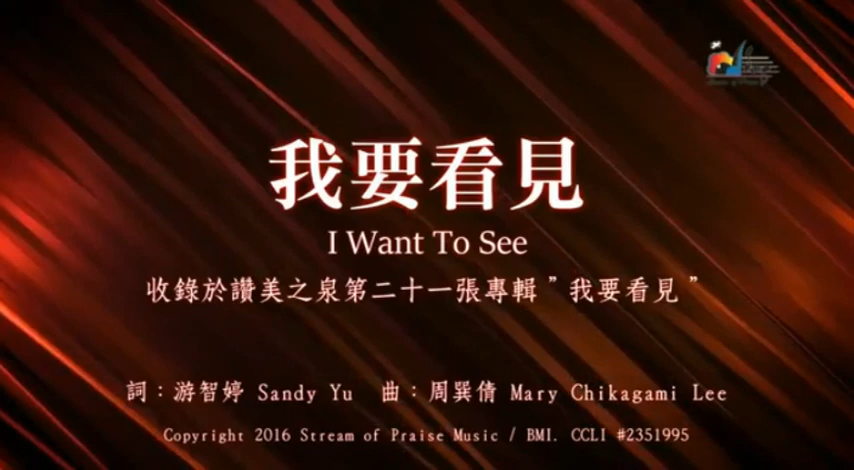 我要看見
I Want To See
收錄於讚美之泉第二十一張專輯"我要看見"
詞：游智婷 Sandy Yu 曲：周巽倩 Mary Chikagami Lee
Copyright 2016 Stream of Praise Music / BMI. CCLI #2351995